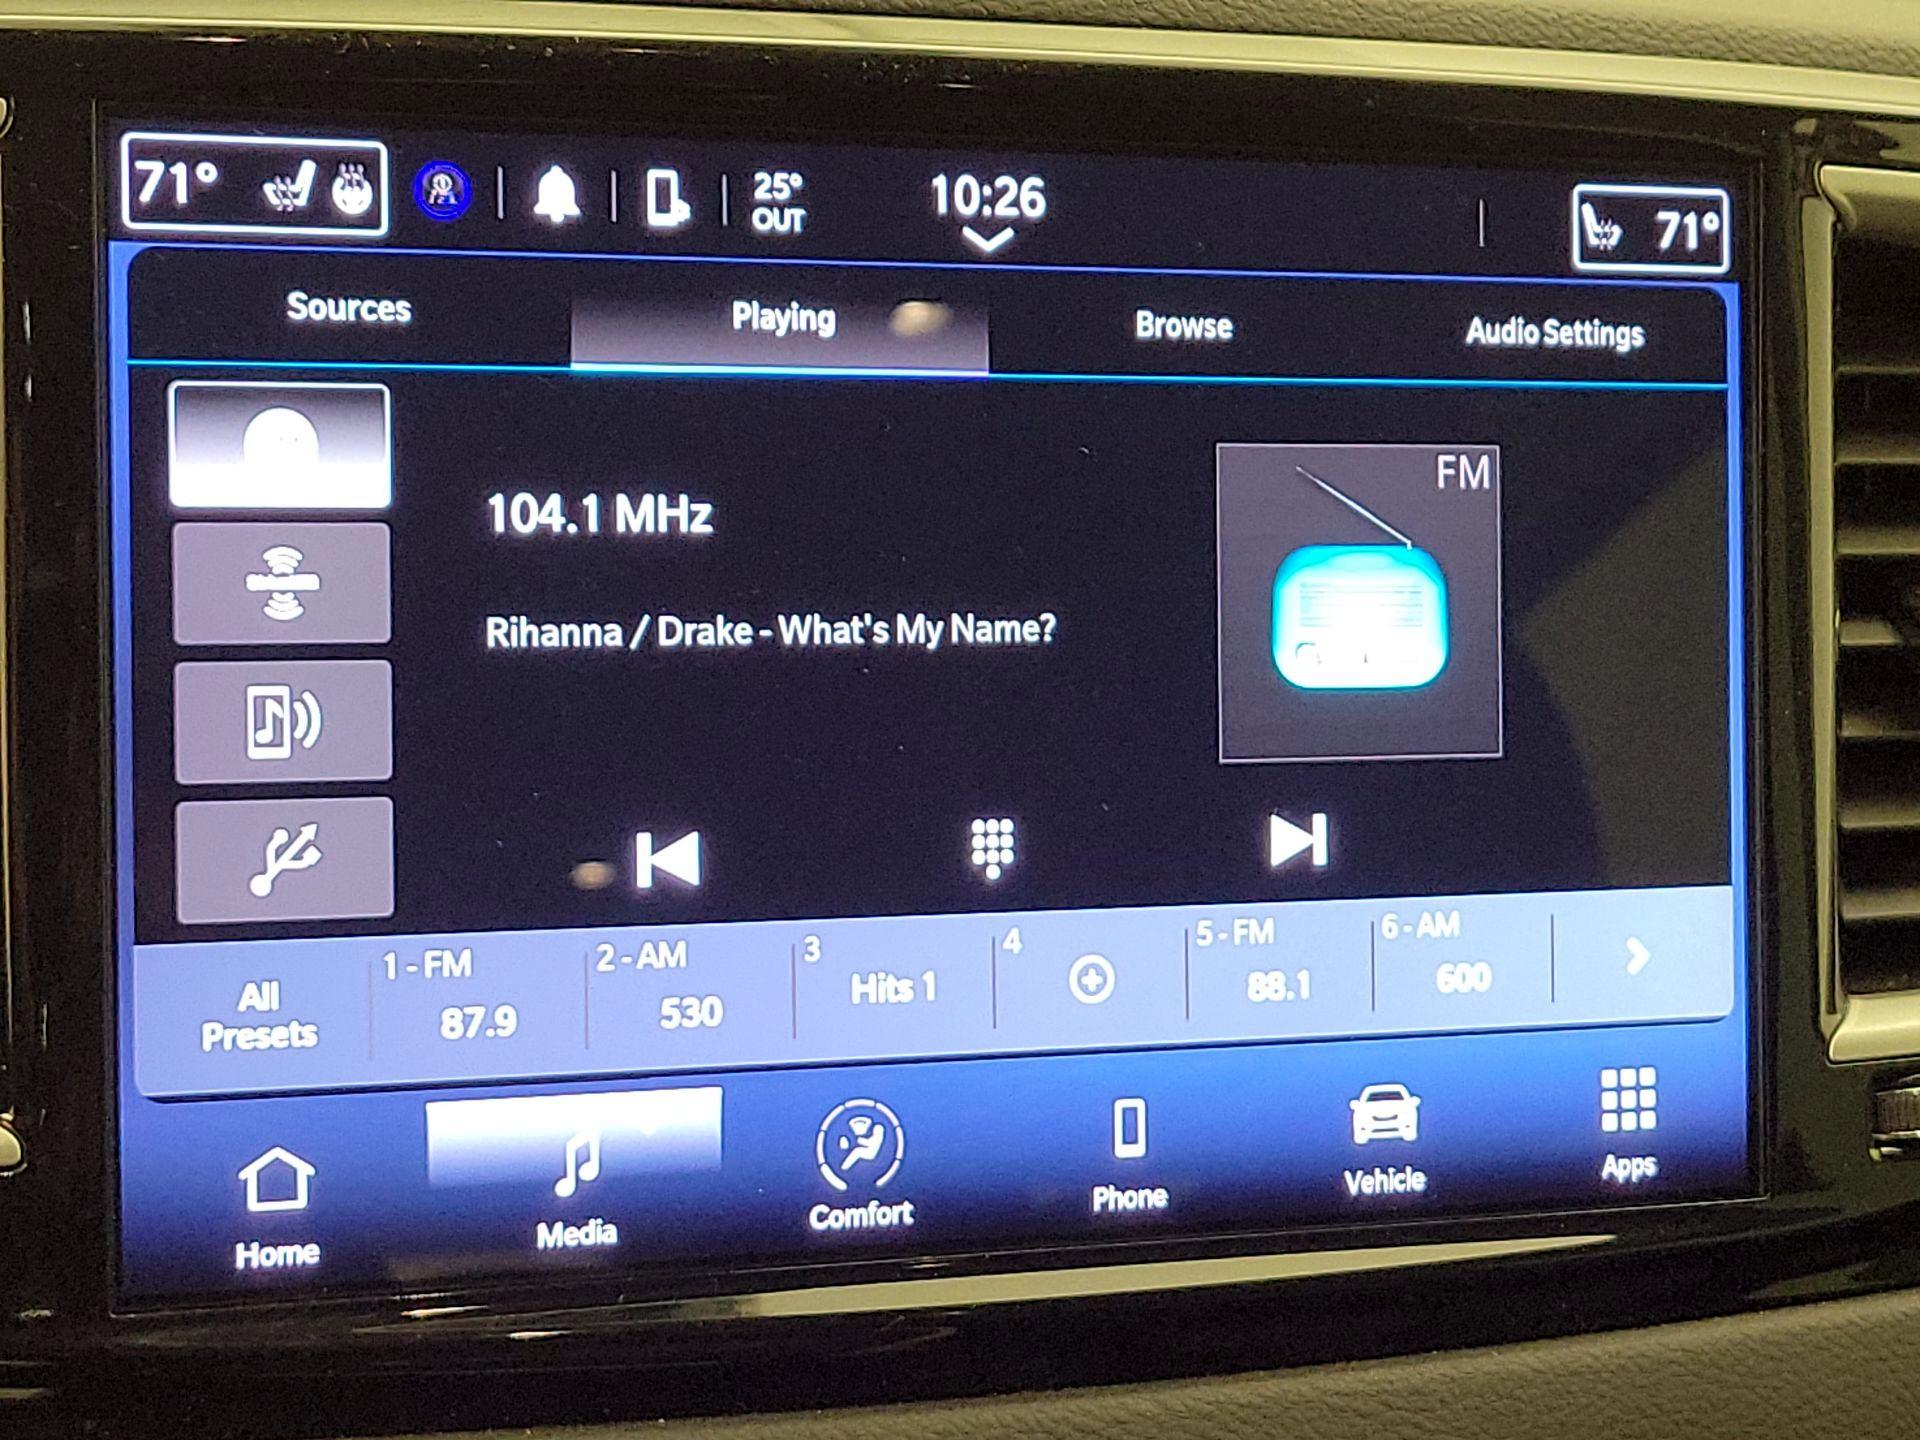 71°
25°
OUT
10:26
71°
Sources
Playing
Browse
Audio Settings
FM
104.1 MHz
Rihanna / Drake - What's My Name?
All
Presets
1 - FM
87.9
2 - AM
530
3
Hits 1
4
5 - FM
88.1
6 - AM
600
Home
Media
Comfort
Phone
Vehicle
Apps